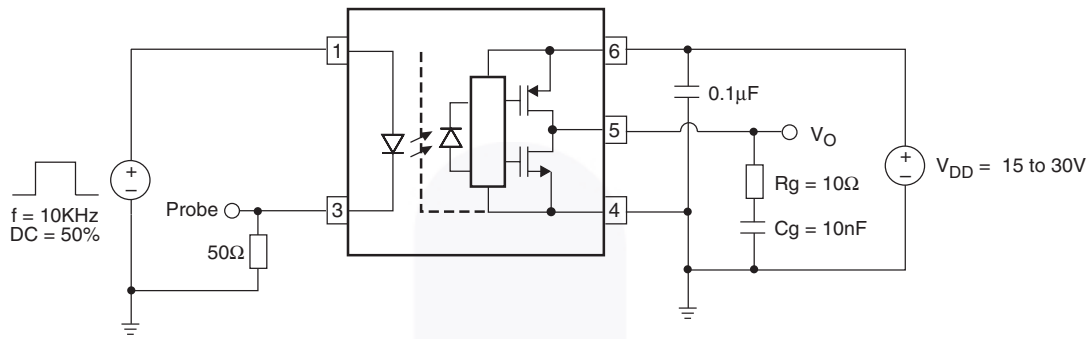 1
6
0.1μF
5
V_O
+
–
+
–
V_DD = 15 to 30V
Rg = 10Ω
Probe
3
4
f = 10KHz
DC = 50%
50Ω
Cg = 10nF